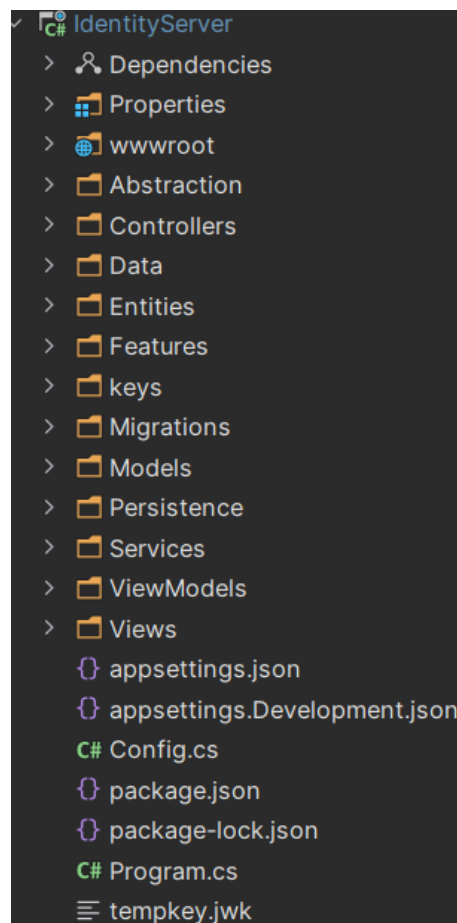 C# IdentityServer
Dependencies
Properties
wwwroot
Abstraction
Controllers
Data
Entities
Features
keys
Migrations
Models
Persistence
Services
ViewModels
Views
{} appsettings.json
{} appsettings.Development.json
C# Config.cs
{} package.json
{} package-lock.json
C# Program.cs
tempkey.jwk